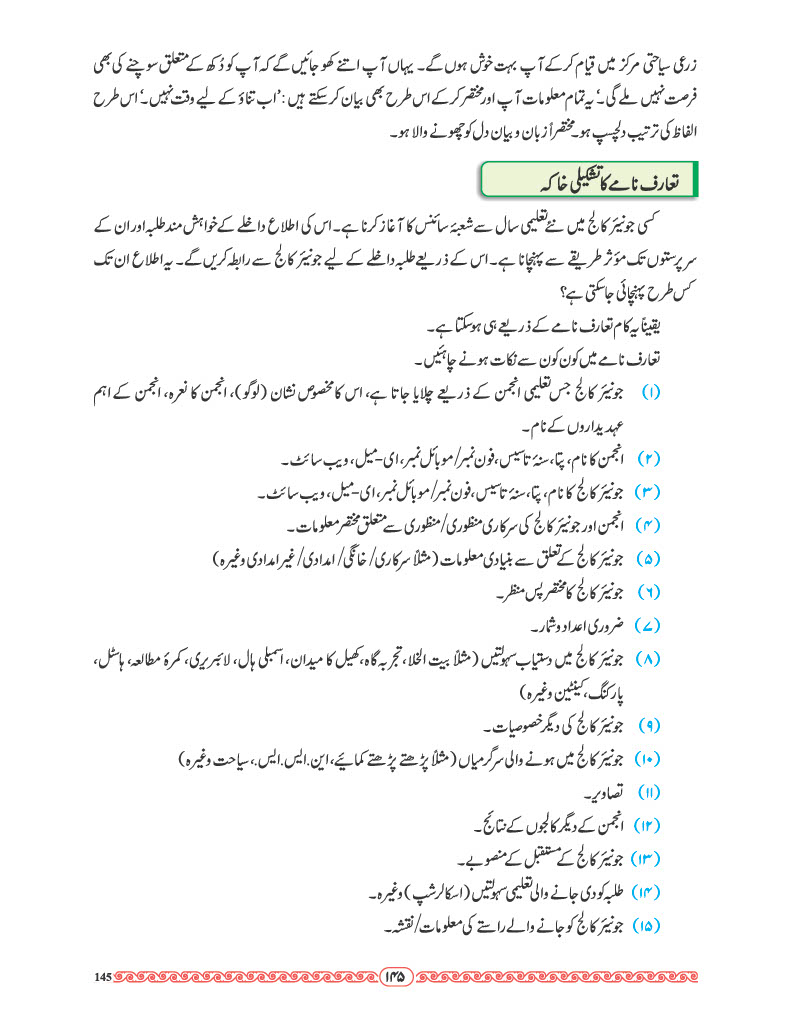 زرعی سیاحتی مرکز میں قیام کرکے آپ بہت خوش ہوں گے۔ یہاں آپ اتنے کھو جائیں گے کہ آپ کو دُکھ کے متعلق سوچنے کی بھی
فرصت نہیں ملے گی۔‘ یہ تمام معلومات آپ اور مختصر کرکے اس طرح بھی بیان کرسکتے ہیں : ’اب تناؤ کے لیے وقت نہیں۔‘ اس طرح
الفاظ کی ترتیب دلچسپ ہو۔ مختصراً زبان و بیان دل کو چھونے والا ہو۔
تعارف نامے کا تشکیلی خاکہ
کسی جونیئر کالج میں نئے تعلیمی سال سے شعبۂ سائنس کا آغاز کرنا ہے۔ اس کی اطلاع داخلے کے خواہش مند طلبہ اور ان کے
سرپرستوں تک مؤثر طریقے سے پہنچانا ہے۔ اس کے ذریعے طلبہ داخلے کے لیے جونیئر کالج سے رابطہ کریں گے۔ یہ اطلاع ان تک
کس طرح پہنچائی جاسکتی ہے؟
یقیناً یہ کام تعارف نامے کے ذریعے ہی ہوسکتا ہے۔
تعارف نامے میں کون کون سے نکات ہونے چاہئیں۔
(۱) جونیئر کالج جس تعلیمی انجمن کے ذریعے چلایا جاتا ہے، اس کا مخصوص نشان (لوگو)، انجمن کا نعرہ، انجمن کے اہم
عہدیداروں کے نام۔
(۲) انجمن کا نام، پتا، سنۂ تاسیس، فون نمبر/موبائل نمبر، ای-میل، ویب سائٹ۔
(۳) جونیئر کالج کا نام، پتا، سنۂ تاسیس، فون نمبر/موبائل نمبر، ای-میل، ویب سائٹ۔
(۴) انجمن اور جونیئر کالج کی سرکاری منظوری/منظوری سے متعلق مختصر معلومات۔
(۵) جونیئر کالج کے تعلق سے بنیادی معلومات (مثلاً سرکاری/ خانگی/ امدادی/ غیر امدادی وغیرہ)
(۶) جونیئر کالج کا مختصر پس منظر۔
(۷) ضروری اعداد و شمار۔
(۸) جونیئر کالج میں دستیاب سہولتیں (مثلاً بیت الخلا، تجربہ گاہ، کھیل کا میدان، اسمبلی ہال، لائبریری، کمرۂ مطالعہ، ہاسٹل،
پارکنگ، کینٹین وغیرہ)
(۹) جونیئر کالج کی دیگر خصوصیات۔
(۱۰) جونیئر کالج میں ہونے والی سرگرمیاں (مثلاً پڑھتے پڑھتے کمائیے، این.ایس.ایس.، سیاحت وغیرہ)
(۱۱) تصاویر۔
(۱۲) انجمن کے دیگر کالجوں کے نتائج۔
(۱۳) جونیئر کالج کے مستقبل کے منصوبے۔
(۱۴) طلبہ کو دی جانے والی تعلیمی سہولتیں (اسکالرشپ) وغیرہ۔
(۱۵) جونیئر کالج کو جانے والے راستے کی معلومات/نقشہ۔
۱۴۵
145